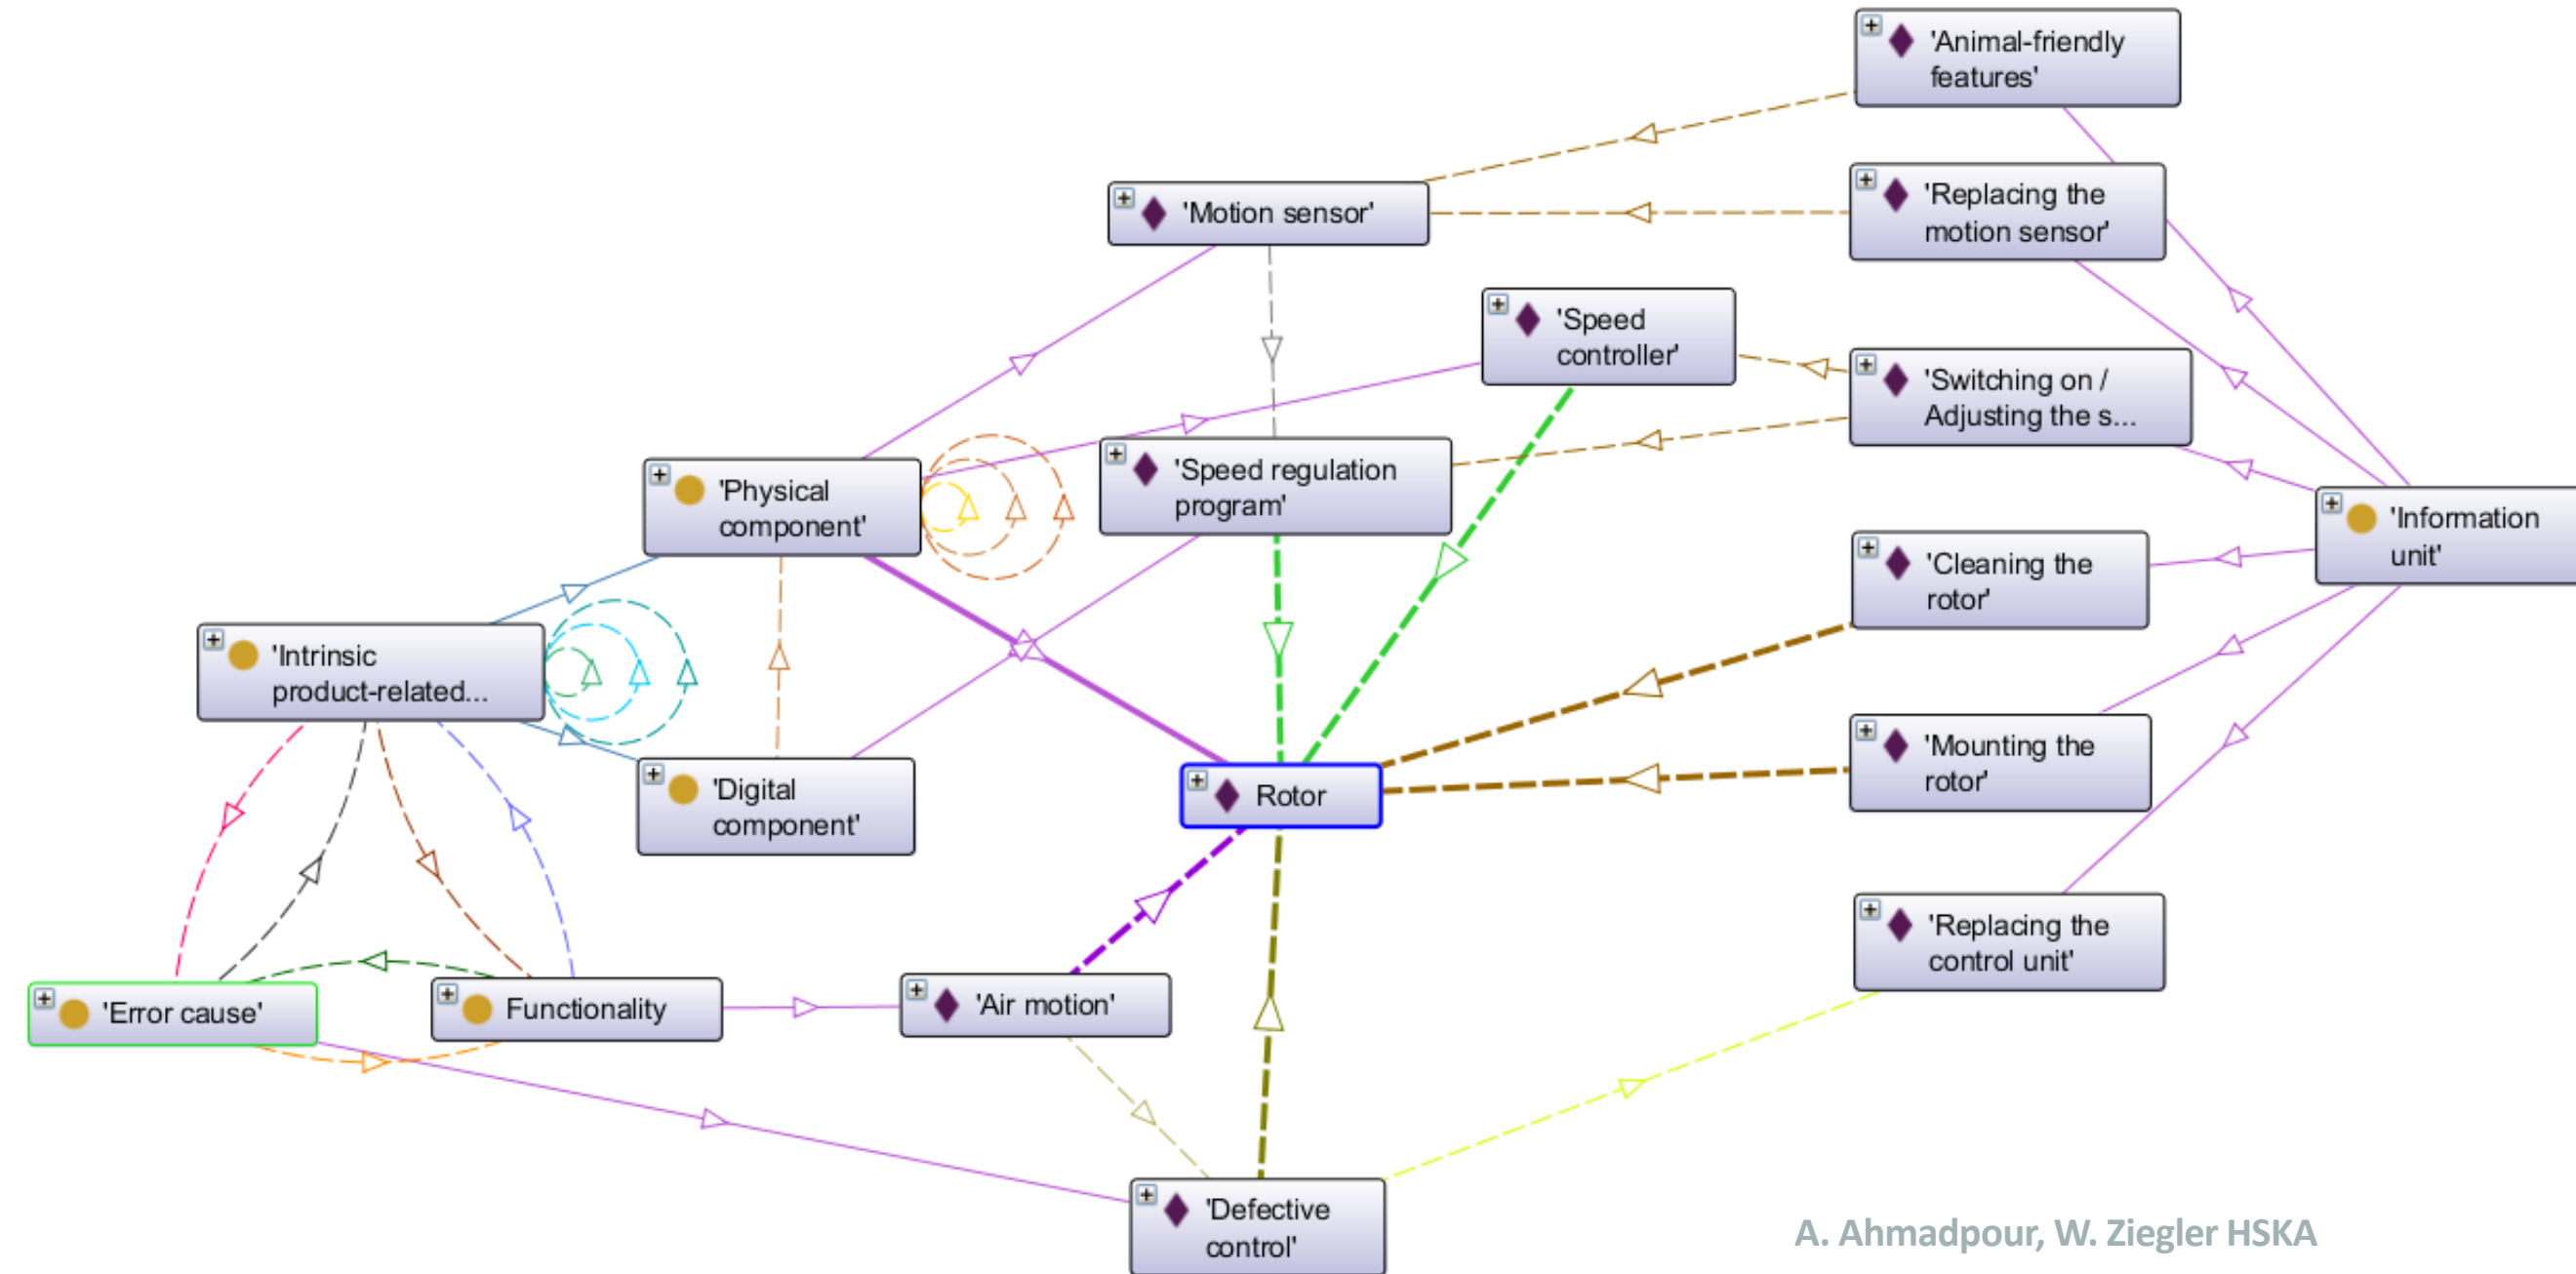 'Animal-friendly
features'
'Motion sensor'
'Replacing the
motion sensor'
'Speed
controller'
'Switching on /
Adjusting the s...
'Physical
component'
'Speed regulation
program'
'Information
unit'
'Cleaning the
rotor'
'Intrinsic
product-related...
'Digital
component'
Rotor
'Mounting the
rotor'
'Replacing the
control unit'
'Error cause'
Functionality
'Air motion'
'Defective
control'
A. Ahmadpour, W. Ziegler HSKA